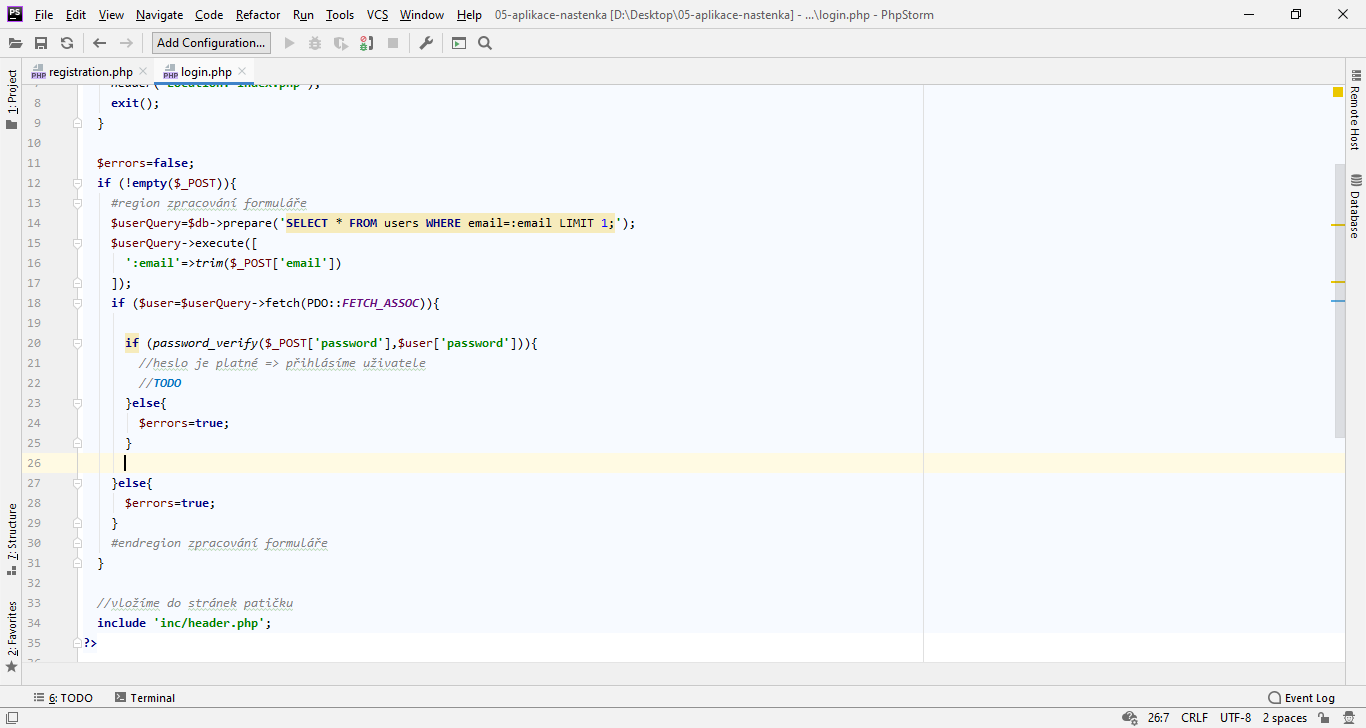 PS File Edit View Navigate Code Refactor Run Tools VCS Window Help 05-aplikace-nastenka [D:\Desktop\05-aplikace-nastenka] - ...\login.php - PhpStorm
Add Configuration...
PHP registration.php PHP login.php
1: Project
Remote Host
Database
7: Structure
2: Favorites
header('Location: index.php');
8 exit();
9 }
10
11 $errors=false;
12 if (!empty($_POST)){
13 #region zpracování formuláře
14 $userQuery=$db->prepare('SELECT * FROM users WHERE email=:email LIMIT 1;');
15 $userQuery->execute([
16 ':email'=>trim($_POST['email'])
17 ]);
18 if ($user=$userQuery->fetch(PDO::FETCH_ASSOC)){
19
20 if (password_verify($_POST['password'],$user['password'])){
21 //heslo je platné => přihlásíme uživatele
22 //TODO
23 }else{
24 $errors=true;
25 }
26
27 }else{
28 $errors=true;
29 }
30 #endregion zpracování formuláře
31 }
32
33 //vložíme do stránek patičku
34 include 'inc/header.php';
35 ?>
6: TODO Terminal Event Log
26:7 CRLF UTF-8 2 spaces